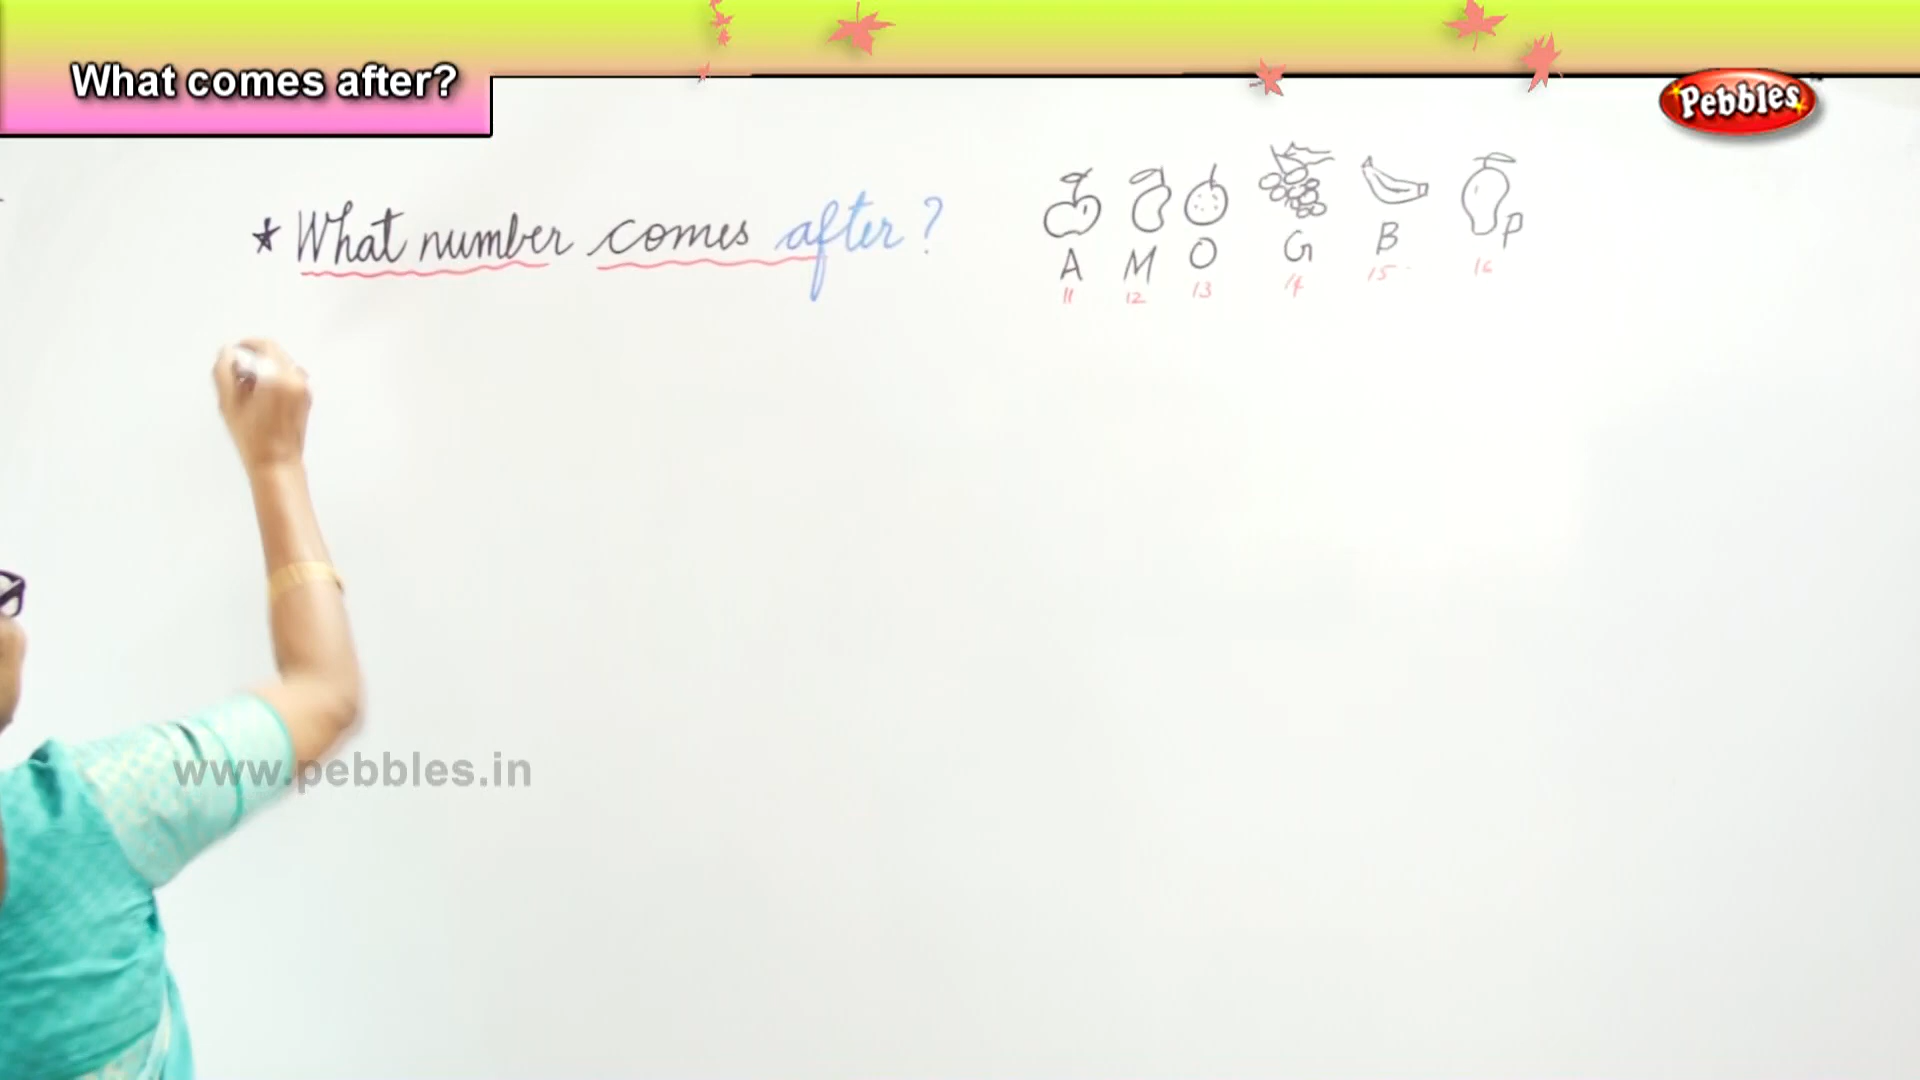 What comes after?
Pebbles
* What number comes after?
A M O G B P
11 12 13 14 15 16
www.pebbles.in